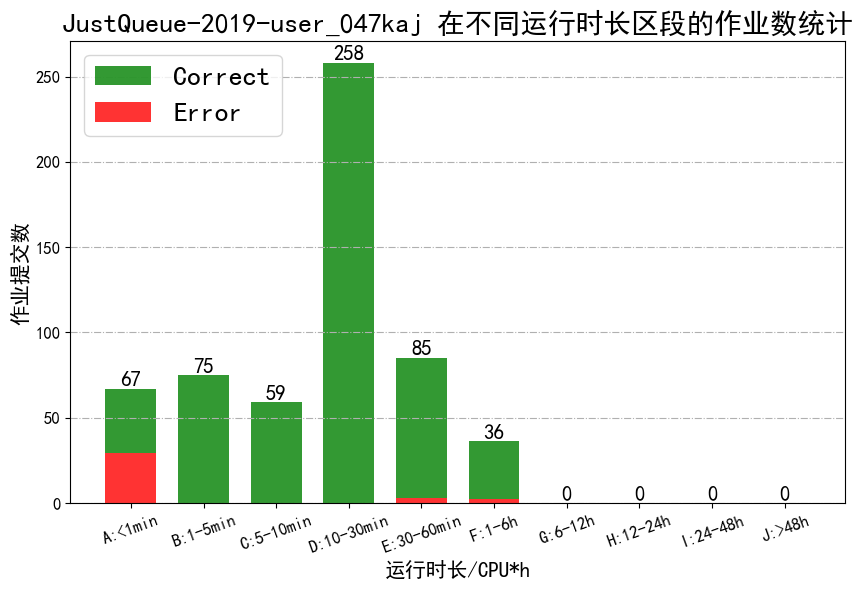 JustQueue-2019-user_047kaj 在不同运行时长区段的作业数统计
Correct
Error
作业提交数
250
200
150
100
50
0
67
75
59
258
85
36
0
0
0
0
A:<1min
B:1-5min
C:5-10min
D:10-30min
E:30-60min
F:1-6h
G:6-12h
H:12-24h
I:24-48h
J:>48h
运行时长/CPU*h